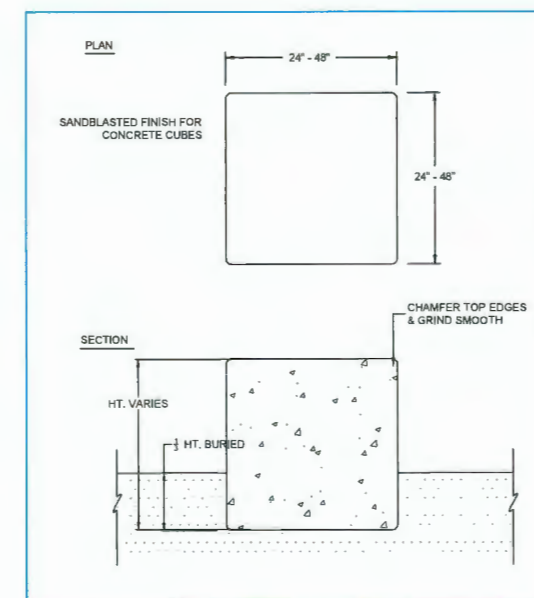 PLAN
24" - 48"
SANDBLASTED FINISH FOR
CONCRETE CUBES
24" - 48"
CHAMFER TOP EDGES
& GRIND SMOOTH
SECTION
HT. VARIES
⅓ HT. BURIED